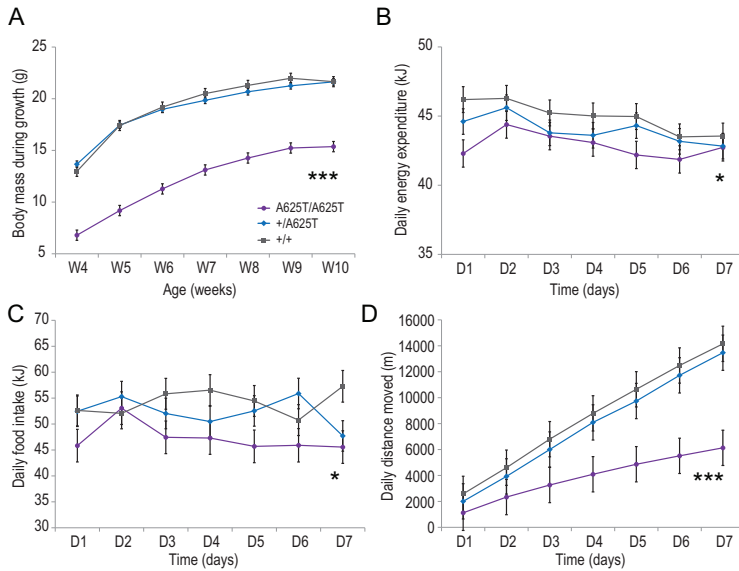 A
Body mass during growth (g)
25
20
15
10
5
***
A625T/A625T
+/A625T
+/+
W4 W5 W6 W7 W8 W9 W10
Age (weeks)
B
Daily energy expenditure (kJ)
50
45
42
35
*
D1 D2 D3 D4 D5 D6 D7
Time (days)
C
Daily food intake (kJ)
70
65
60
55
50
45
40
35
30
*
D1 D2 D3 D4 D5 D6 D7
Time (days)
D
Daily distance moved (m)
16000
14000
12000
10000
8000
6000
4000
2000
0
***
D1 D2 D3 D4 D5 D6 D7
Time (days)